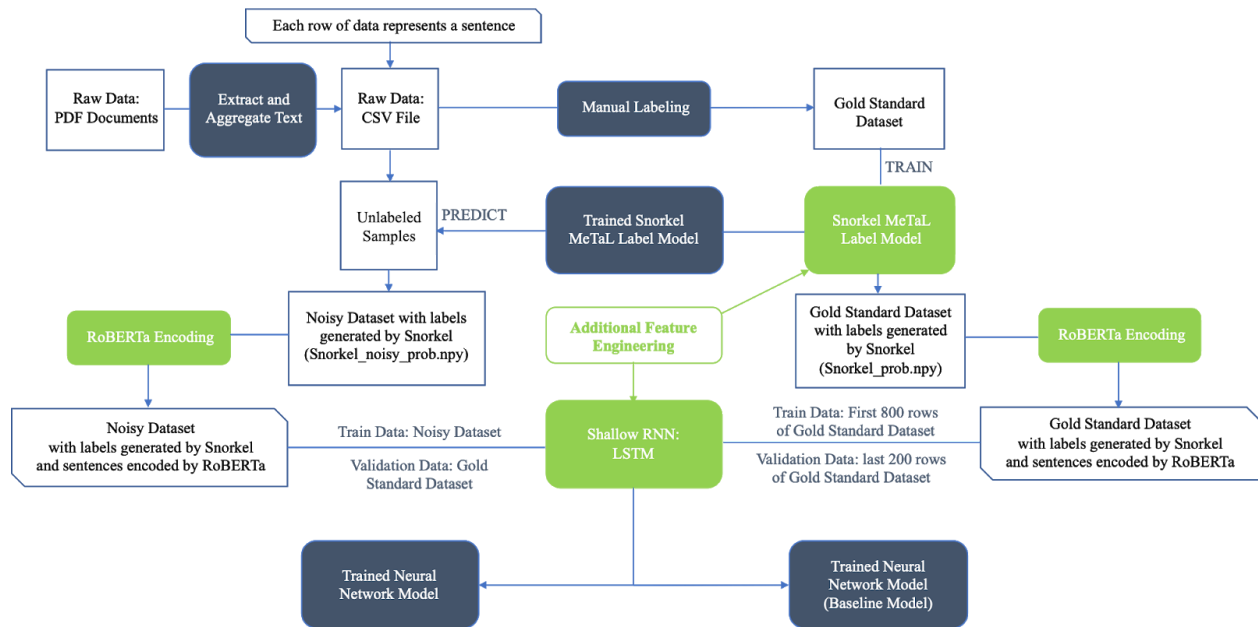 Each row of data represents a sentence
Raw Data:
PDF Documents
Extract and
Aggregate Text
Raw Data:
CSV File
Manual Labeling
Gold Standard
Dataset
TRAIN
Unlabeled
Samples
PREDICT
Trained Snorkel
MeTaL Label Model
Snorkel MeTaL
Label Model
RoBERTa Encoding
Noisy Dataset with labels
generated by Snorkel
(Snorkel_noisy_prob.npy)
Additional Feature
Engineering
Gold Standard Dataset
with labels generated
by Snorkel
(Snorkel_prob.npy)
RoBERTa Encoding
Noisy Dataset
with labels generated by Snorkel
and sentences encoded by RoBERTa
Train Data: Noisy Dataset
Validation Data: Gold
Standard Dataset
Shallow RNN:
LSTM
Train Data: First 800 rows
of Gold Standard Dataset
Validation Data: last 200 rows
of Gold Standard Dataset
Gold Standard Dataset
with labels generated by Snorkel
and sentences encoded by RoBERTa
Trained Neural
Network Model
Trained Neural
Network Model
(Baseline Model)